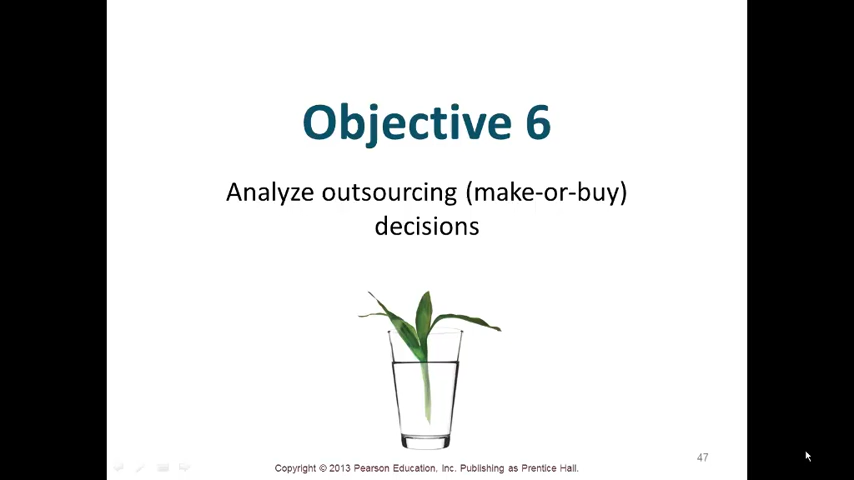 Objective 6
Analyze outsourcing (make-or-buy)
decisions
47
Copyright © 2013 Pearson Education, Inc. Publishing as Prentice Hall.